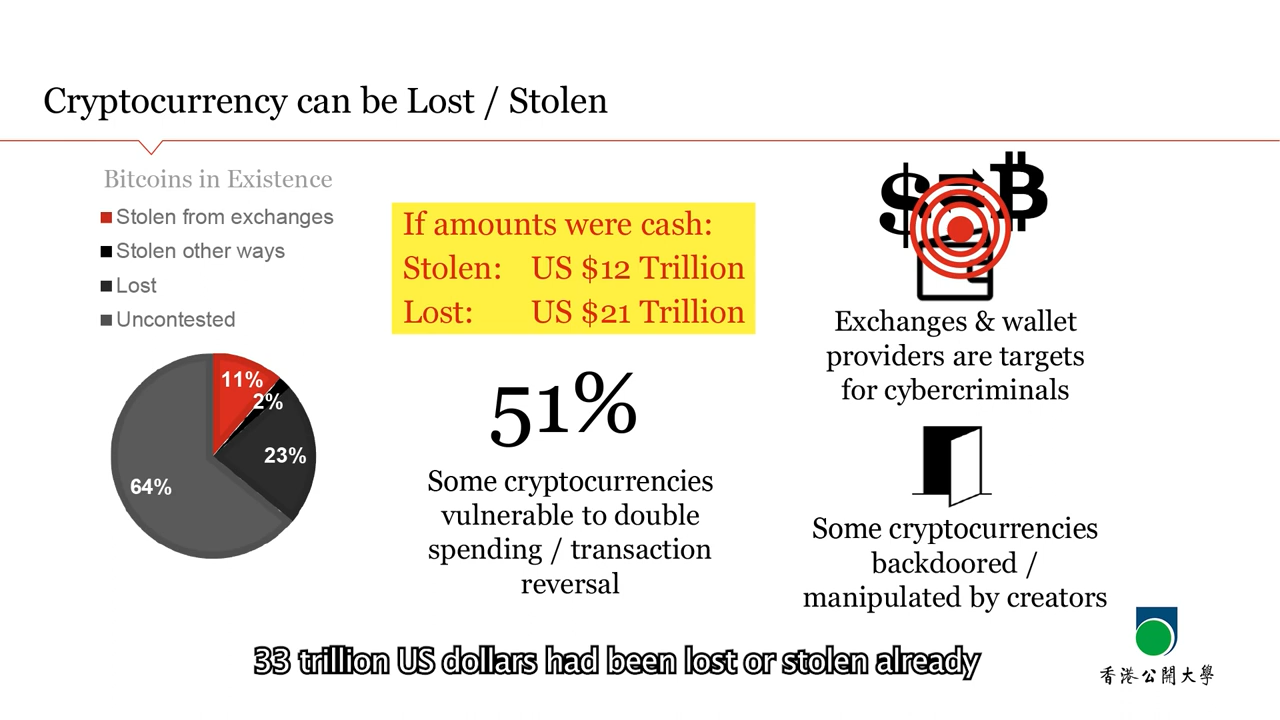 Cryptocurrency can be Lost / Stolen
Bitcoins in Existence
Stolen from exchanges
Stolen other ways
Lost
Uncontested
11%
2%
23%
64%
If amounts were cash:
Stolen: US $12 Trillion
Lost: US $21 Trillion
51%
Some cryptocurrencies
vulnerable to double
spending / transaction
reversal
Exchanges & wallet
providers are targets
for cybercriminals
Some cryptocurrencies
backdoored /
manipulated by creators
33 trillion US dollars had been lost or stolen already
香港公開大學